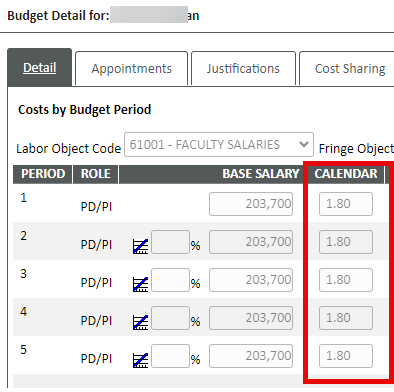 Budget Detail for: an
Detail Appointments Justifications Cost Sharing
Costs by Budget Period
Labor Object Code 61001 - FACULTY SALARIES Fringe Object
PERIOD ROLE BASE SALARY CALENDAR
1 PD/PI 203,700 1.80
2 PD/PI % 203,700 1.80
3 PD/PI % 203,700 1.80
4 PD/PI % 203,700 1.80
5 PD/PI % 203,700 1.80